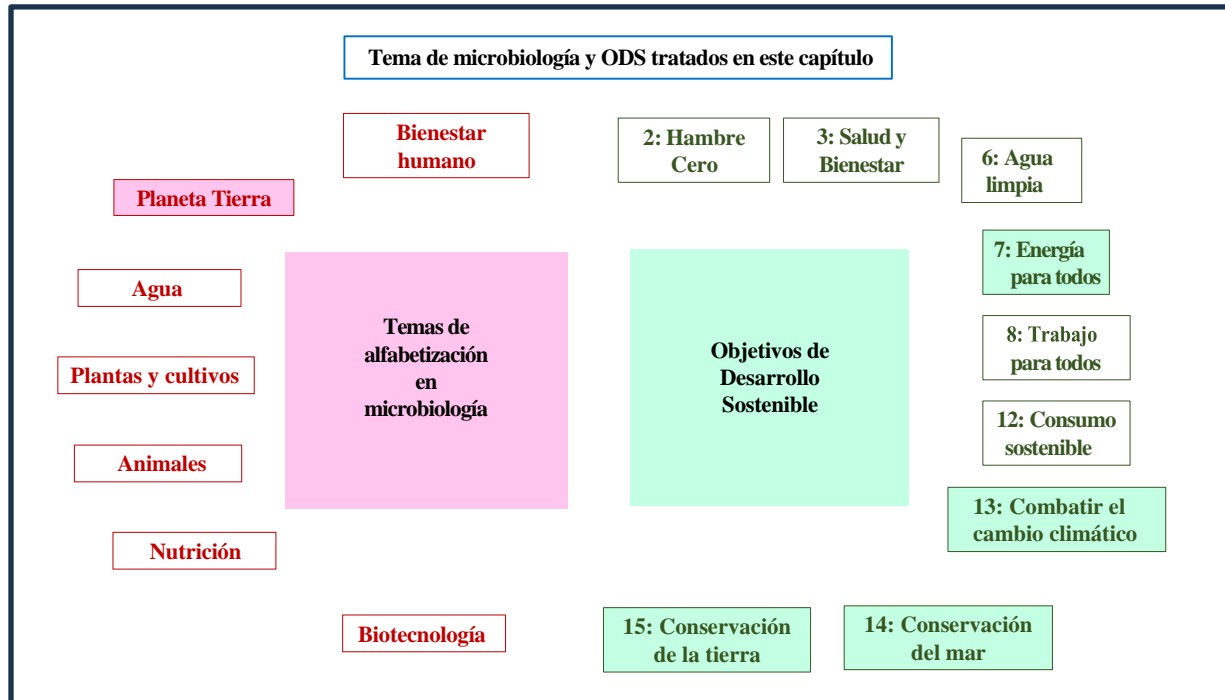 Tema de microbiología y ODS tratados en este capítulo
Bienestar
humano
2: Hambre
Cero
3: Salud y
Bienestar
6: Agua
limpia
Planeta Tierra
7: Energía
para todos
Agua
Temas de
alfabetización
en
microbiología
Objetivos de
Desarrollo
Sostenible
8: Trabajo
para todos
Plantas y cultivos
12: Consumo
sostenible
Animales
13: Combatir el
cambio climático
Nutrición
Biotecnología
15: Conservación
de la tierra
14: Conservación
del mar